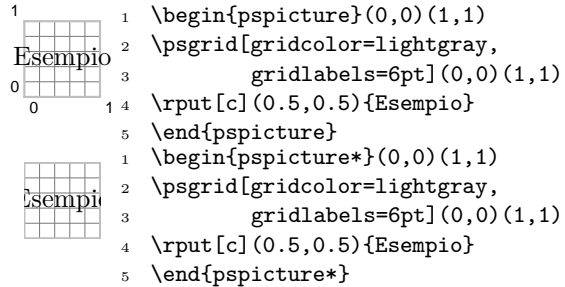 1
Esempio
0
0 1
1 \begin{pspicture}(0,0)(1,1)
2 \psgrid[gridcolor=lightgray,
3 gridlabels=6pt](0,0)(1,1)
4 \rput[c](0.5,0.5){Esempio}
5 \end{pspicture}
Esempio
1 \begin{pspicture*}(0,0)(1,1)
2 \psgrid[gridcolor=lightgray,
3 gridlabels=6pt](0,0)(1,1)
4 \rput[c](0.5,0.5){Esempio}
5 \end{pspicture*}